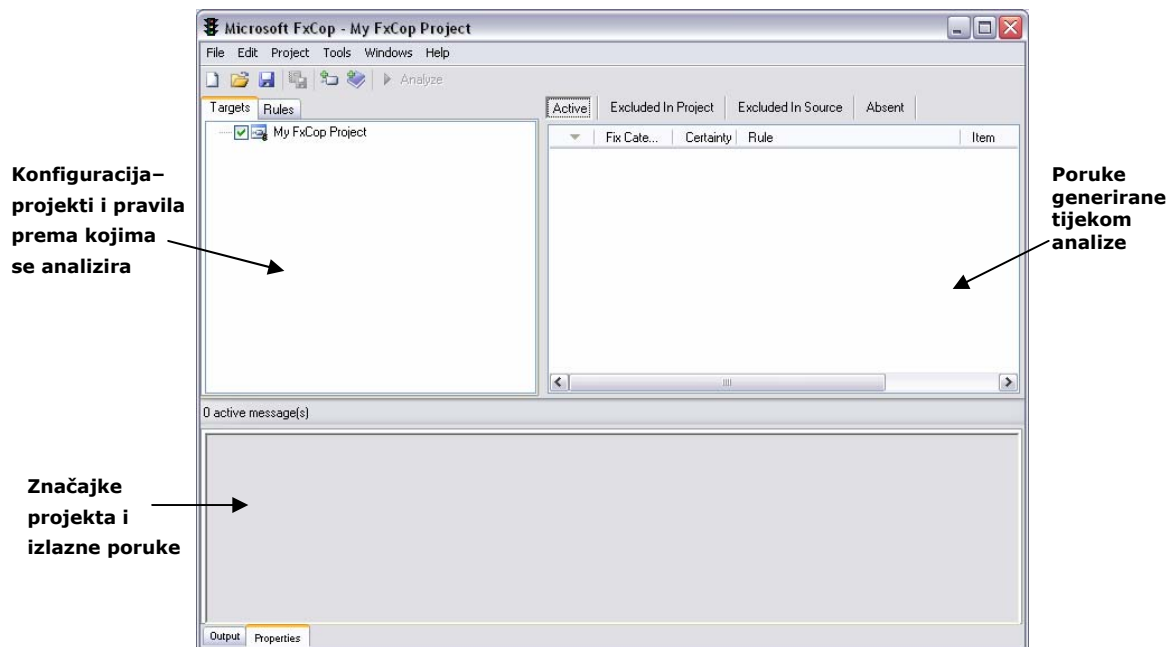 Microsoft FxCop - My FxCop Project
File Edit Project Tools Windows Help
Analyze
Targets Rules
Active Excluded In Project Excluded In Source Absent
My FxCop Project
Fix Cate... Certainty Rule Item
Konfiguracija–
projekti i pravila
prema kojima
se analizira
Poruke
generirane
tijekom
analize
0 active message(s)
Značajke
projekta i
izlazne poruke
Output Properties